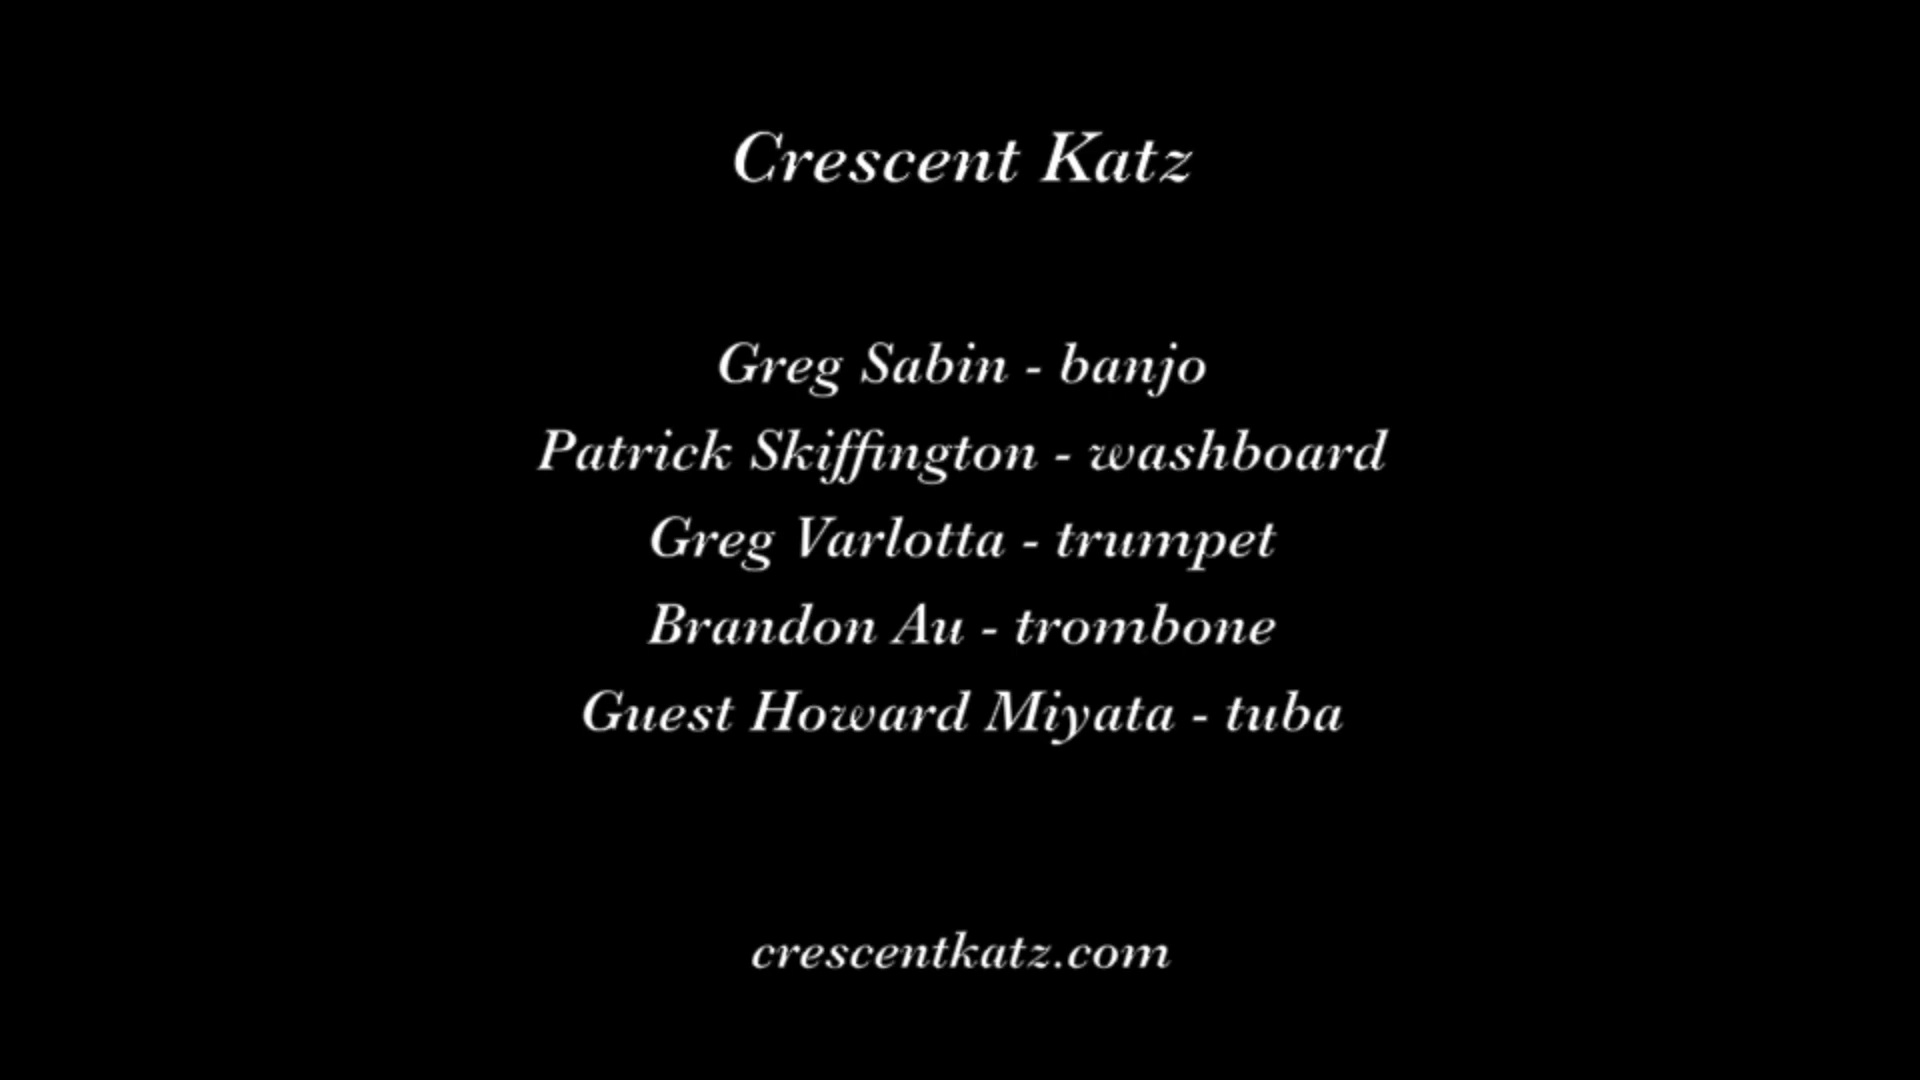 Crescent Katz
Greg Sabin - banjo
Patrick Skiffington - washboard
Greg Varlotta - trumpet
Brandon Au - trombone
Guest Howard Miyata - tuba
crescentkatz.com